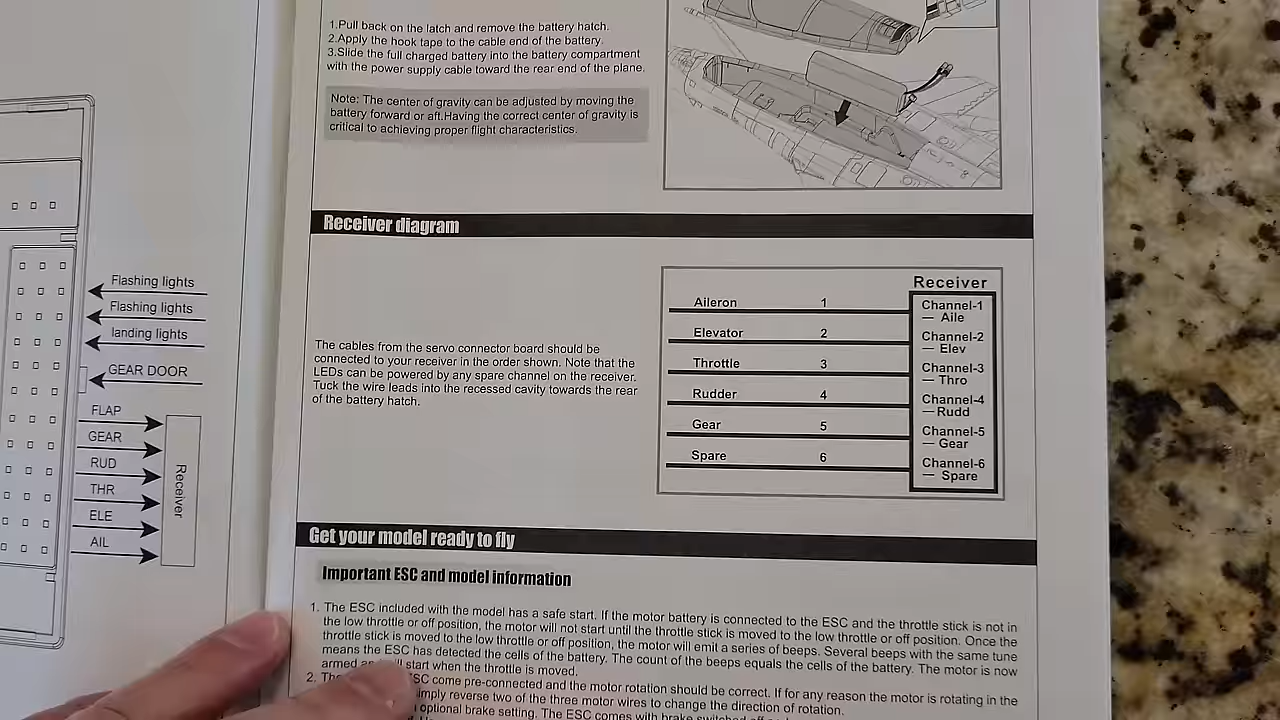 Flashing lights
Flashing lights
landing lights
GEAR DOOR
FLAP
GEAR
RUD
THR
ELE
AIL
Receiver
1.Pull back on the latch and remove the battery hatch.
2.Apply the hook tape to the cable end of the battery.
3.Slide the full charged battery into the battery compartment
with the power supply cable toward the rear end of the plane.
Note: The center of gravity can be adjusted by moving the
battery forward or aft.Having the correct center of gravity is
critical to achieving proper flight characteristics.
Receiver diagram
The cables from the servo connector board should be
connected to your receiver in the order shown. Note that the
LEDs can be powered by any spare channel on the receiver.
Tuck the wire leads into the recessed cavity towards the rear
of the battery hatch.
Receiver
Aileron 1 Channel-1
— Aile
Elevator 2 Channel-2
— Elev
Throttle 3 Channel-3
— Thro
Rudder 4 Channel-4
—Rudd
Gear 5 Channel-5
— Gear
Spare 6 Channel-6
— Spare
Get your model ready to fly
Important ESC and model information
1. The ESC included with the model has a safe start. If the motor battery is connected to the ESC and the throttle stick is not in
the low throttle or off position, the motor will not start until the throttle stick is moved to the low throttle or off position. Once the
throttle stick is moved to the low throttle or off position, the motor will emit a series of beeps. Several beeps with the same tune
means the ESC has detected the cells of the battery. The count of the beeps equals the cells of the battery. The motor is now
armed start when the throttle is moved.
2. come pre-connected and the motor rotation should be correct. If for any reason the motor is rotating in the
reverse two of the three motor wires to change the direction of rotation.
optional brake setting. The ESC comes with brake switched